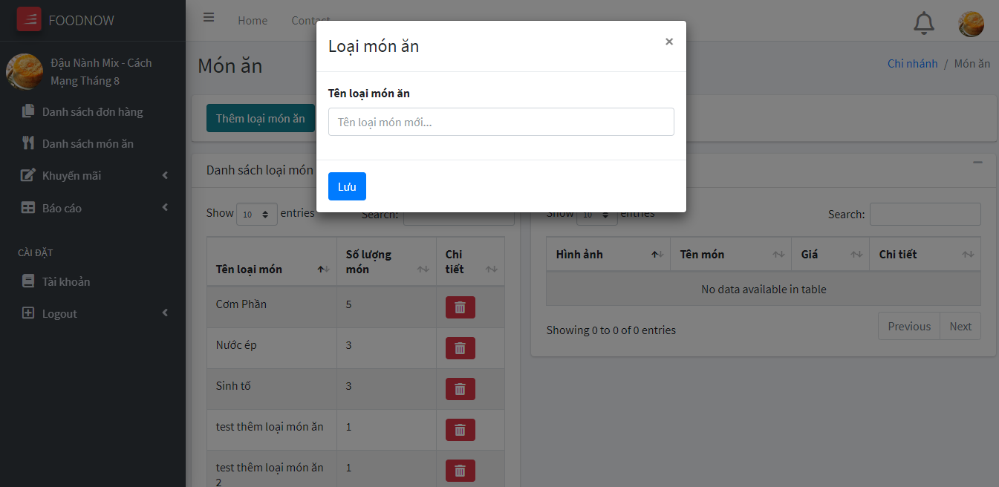 FOODNOW
Home
Contact
Loại món ăn
×
Đậu Nành Mix - Cách
Mạng Tháng 8
Món ăn
Chi nhánh / Món ăn
Tên loại món ăn
Tên loại món mới...
Danh sách đơn hàng
Thêm loại món ăn
Danh sách món ăn
Khuyến mãi
Danh sách loại món
Lưu
Báo cáo
Show 10 entries
Search:
Show 10 entries
Search:
CÀI ĐẶT
Tài khoản
Logout
Tên loại món
Số lượng
món
Chi
tiết
Cơm Phần 5
Nước ép 3
Sinh tố 3
test thêm loại món ăn 1
test thêm loại món ăn
2
1
Hình ảnh
Tên món
Giá
Chi tiết
No data available in table
Showing 0 to 0 of 0 entries
Previous
Next